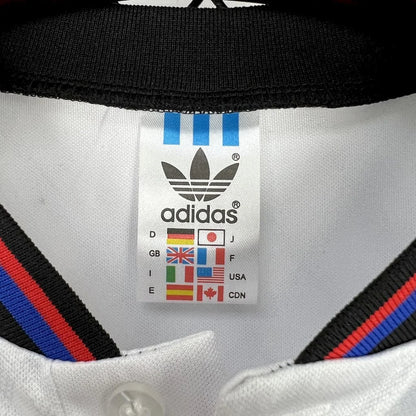 ®
adidas®
D J
GB F
I USA
E CDN